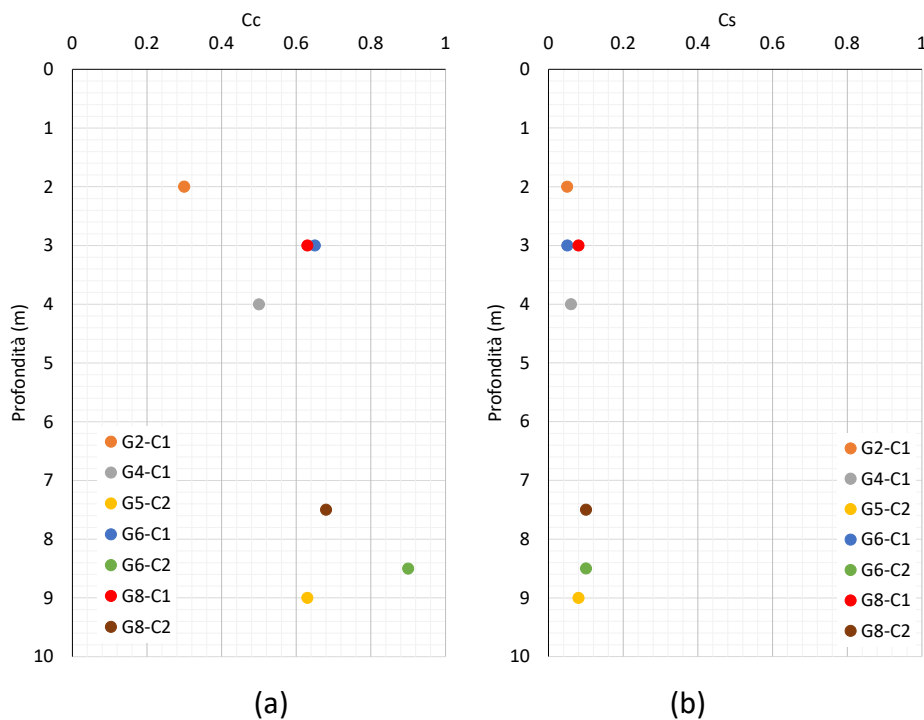 Cc
0 0.2 0.4 0.6 0.8 1
0
1
2
3
4
5
6
7
8
9
10
Profondità (m)
G2-C1
G4-C1
G5-C2
G6-C1
G6-C2
G8-C1
G8-C2
(a)
Cs
0 0.2 0.4 0.6 0.8 1
0
1
2
3
4
5
6
7
8
9
10
Profondità (m)
G2-C1
G4-C1
G5-C2
G6-C1
G6-C2
G8-C1
G8-C2
(b)